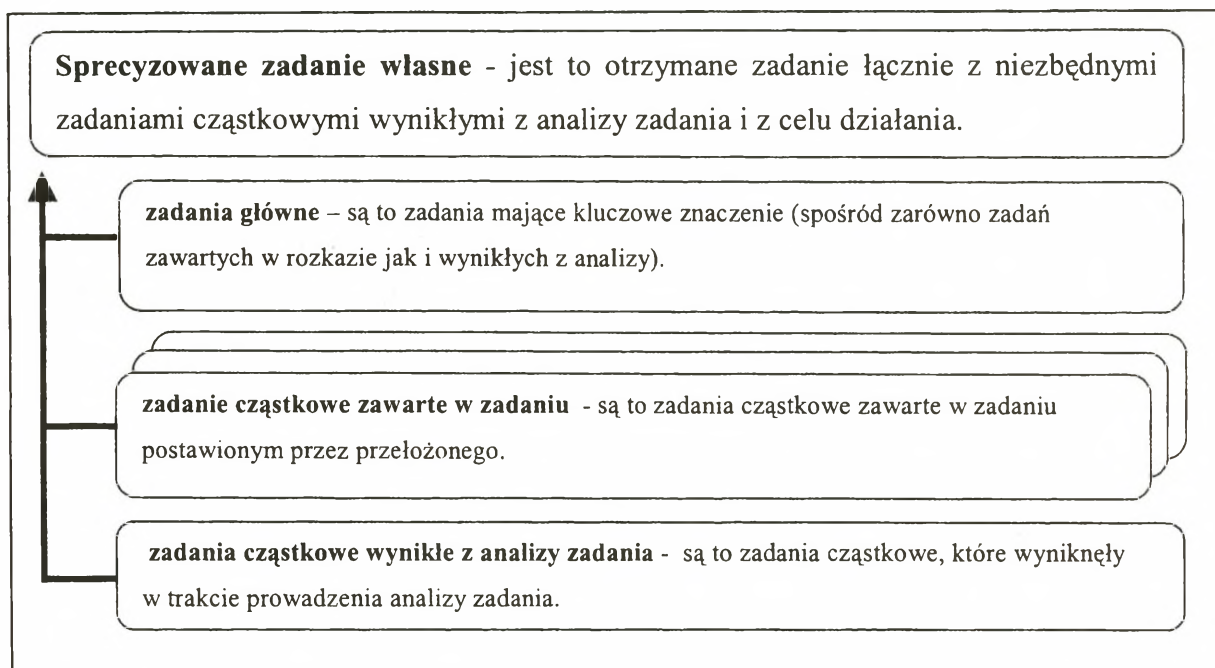 Sprecyzowane zadanie własne - jest to otrzymane zadanie łącznie z niezbędnymi
zadaniami cząstkowymi wynikłymi z analizy zadania i z celu działania.
zadania główne – są to zadania mające kluczowe znaczenie (spośród zarówno zadań
zawartych w rozkazie jak i wynikłych z analizy).
zadanie cząstkowe zawarte w zadaniu - są to zadania cząstkowe zawarte w zadaniu
postawionym przez przełożonego.
zadania cząstkowe wynikłe z analizy zadania - są to zadania cząstkowe, które wyniknęły
w trakcie prowadzenia analizy zadania.